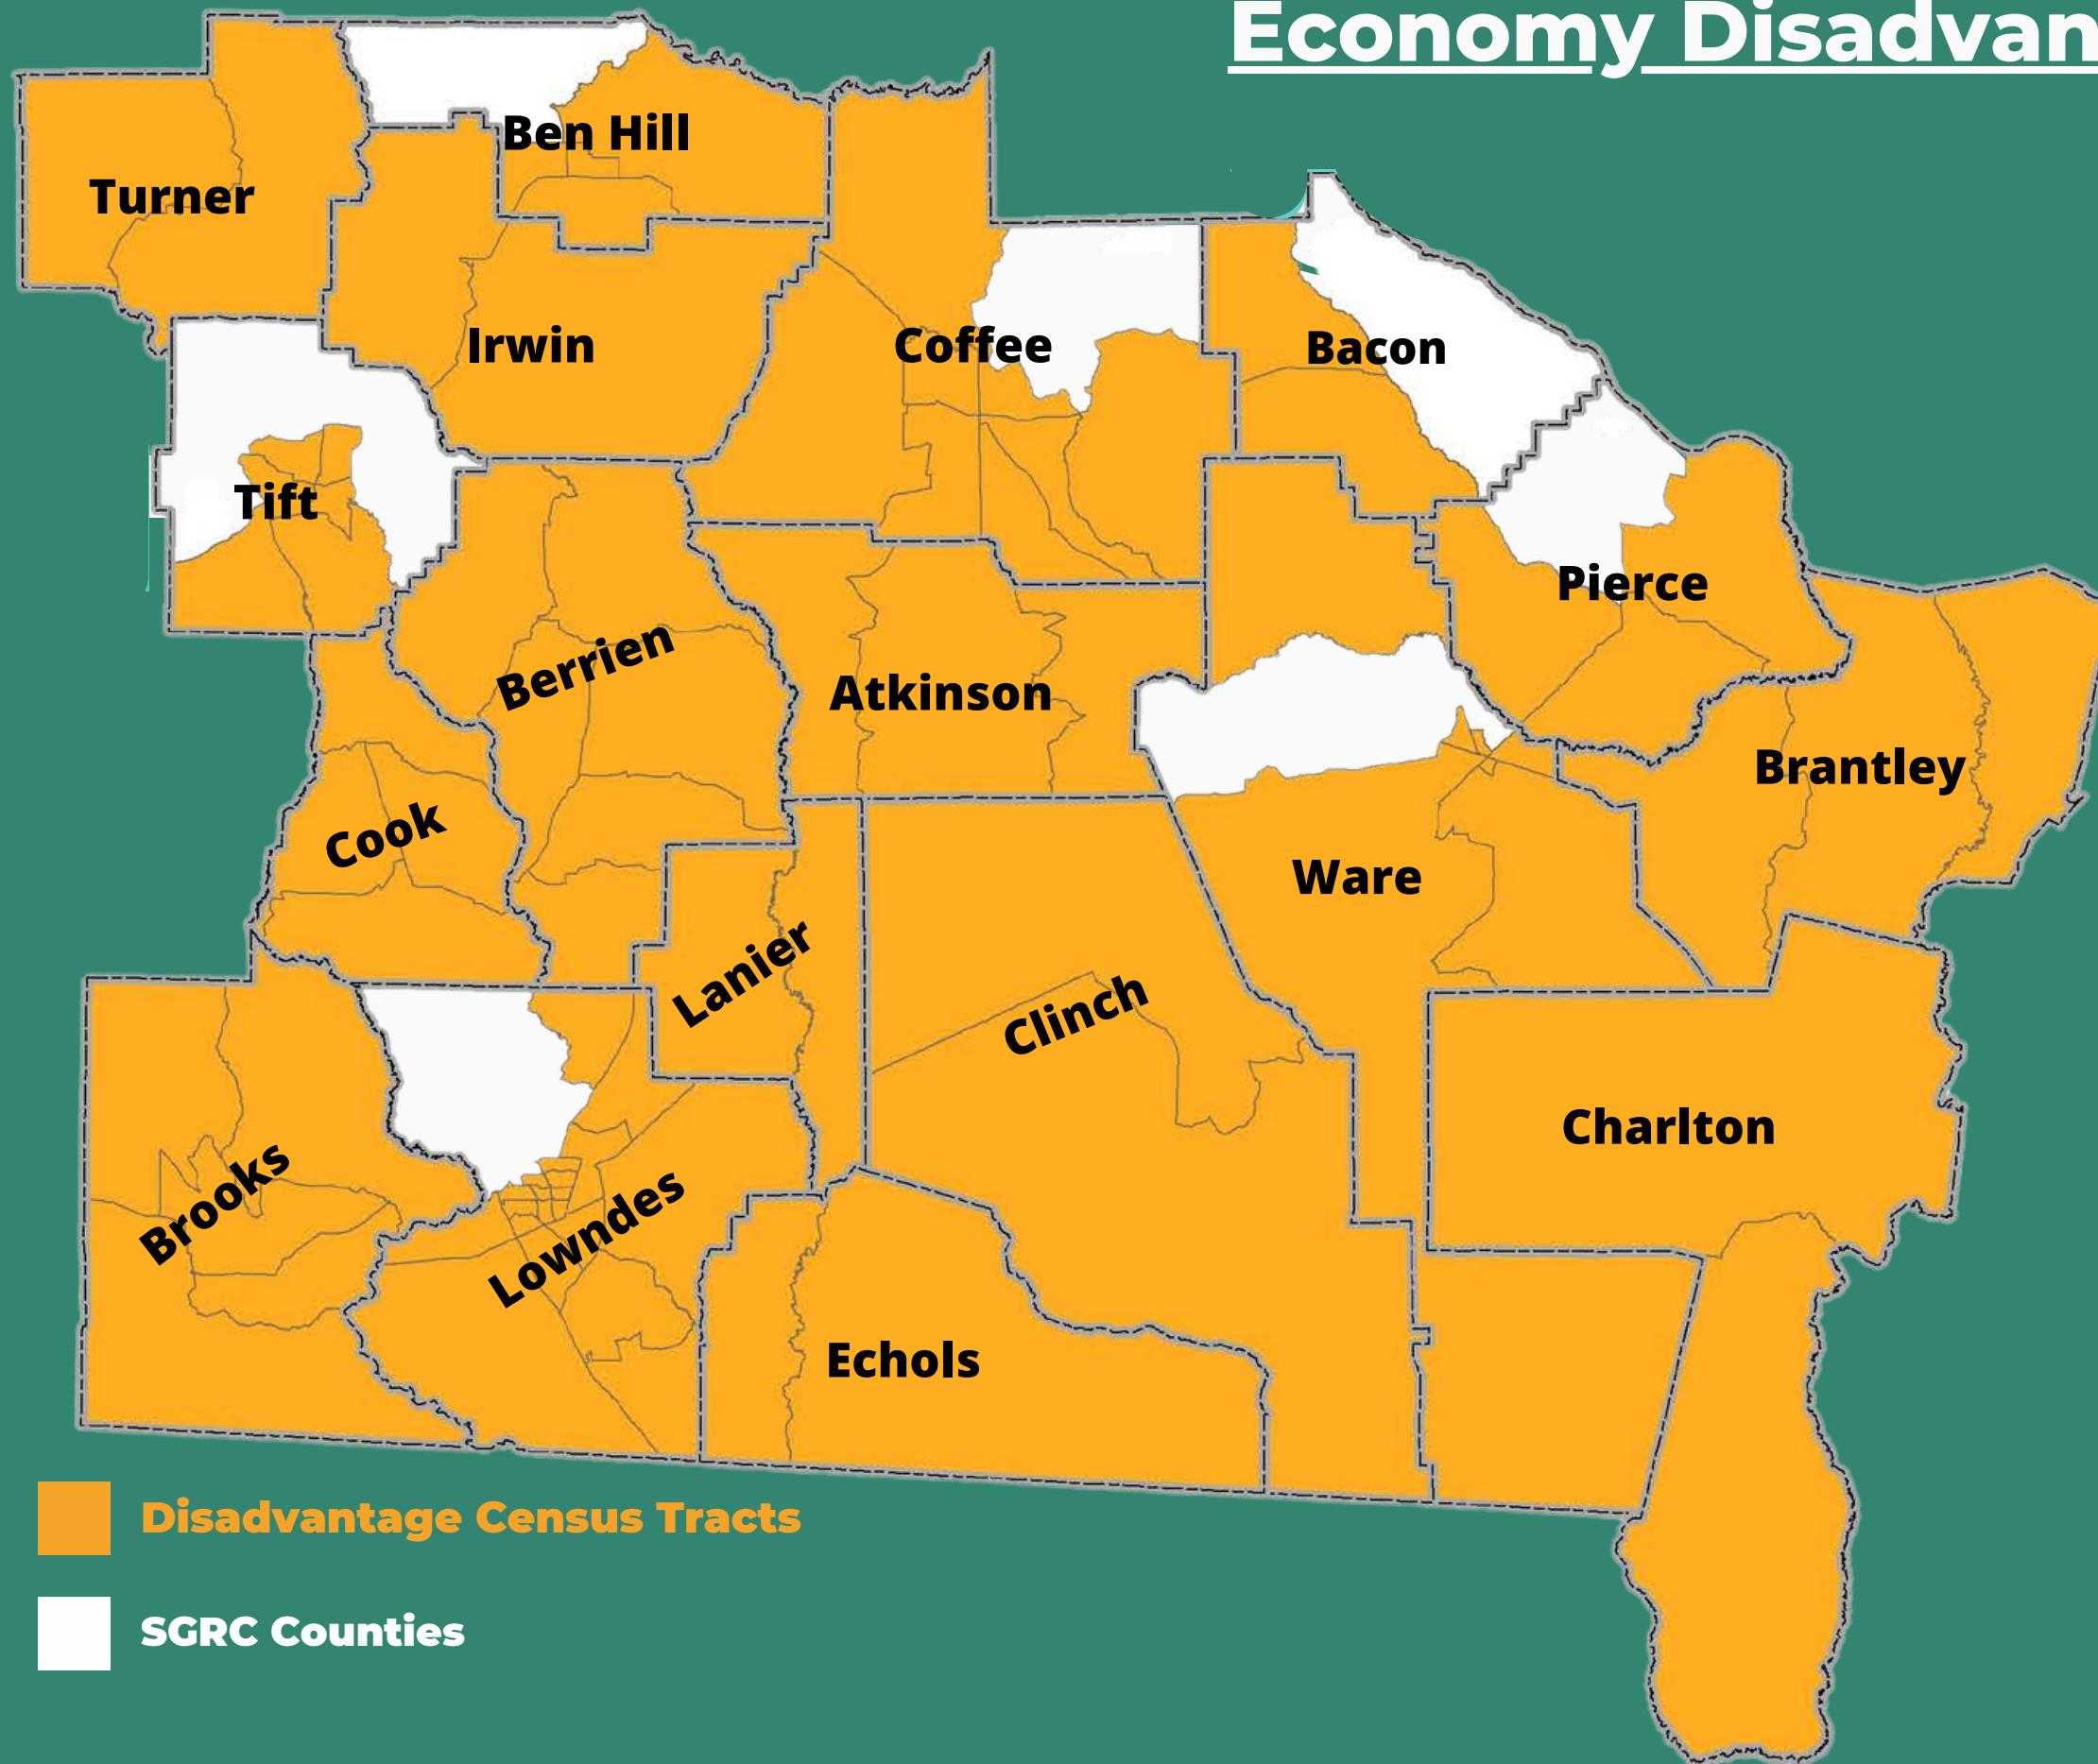 Economy Disadvan
Ben Hill
Turner
Irwin
Coffee
Bacon
Tift
Pierce
Berrien
Atkinson
Brantley
Cook
Ware
Lanier
Clinch
Charlton
Brooks
Lowndes
Echols
Disadvantage Census Tracts
SGRC Counties